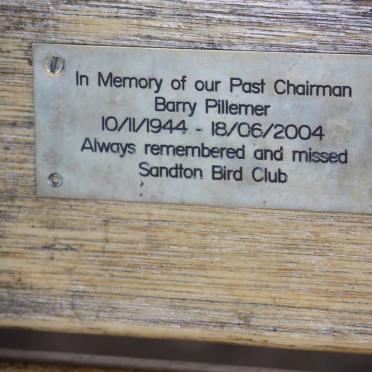 In Memory of our Past Chairman
Barry Pillemer
10/11/1944 - 18/06/2004
Always remembered and missed
Sandton Bird Club